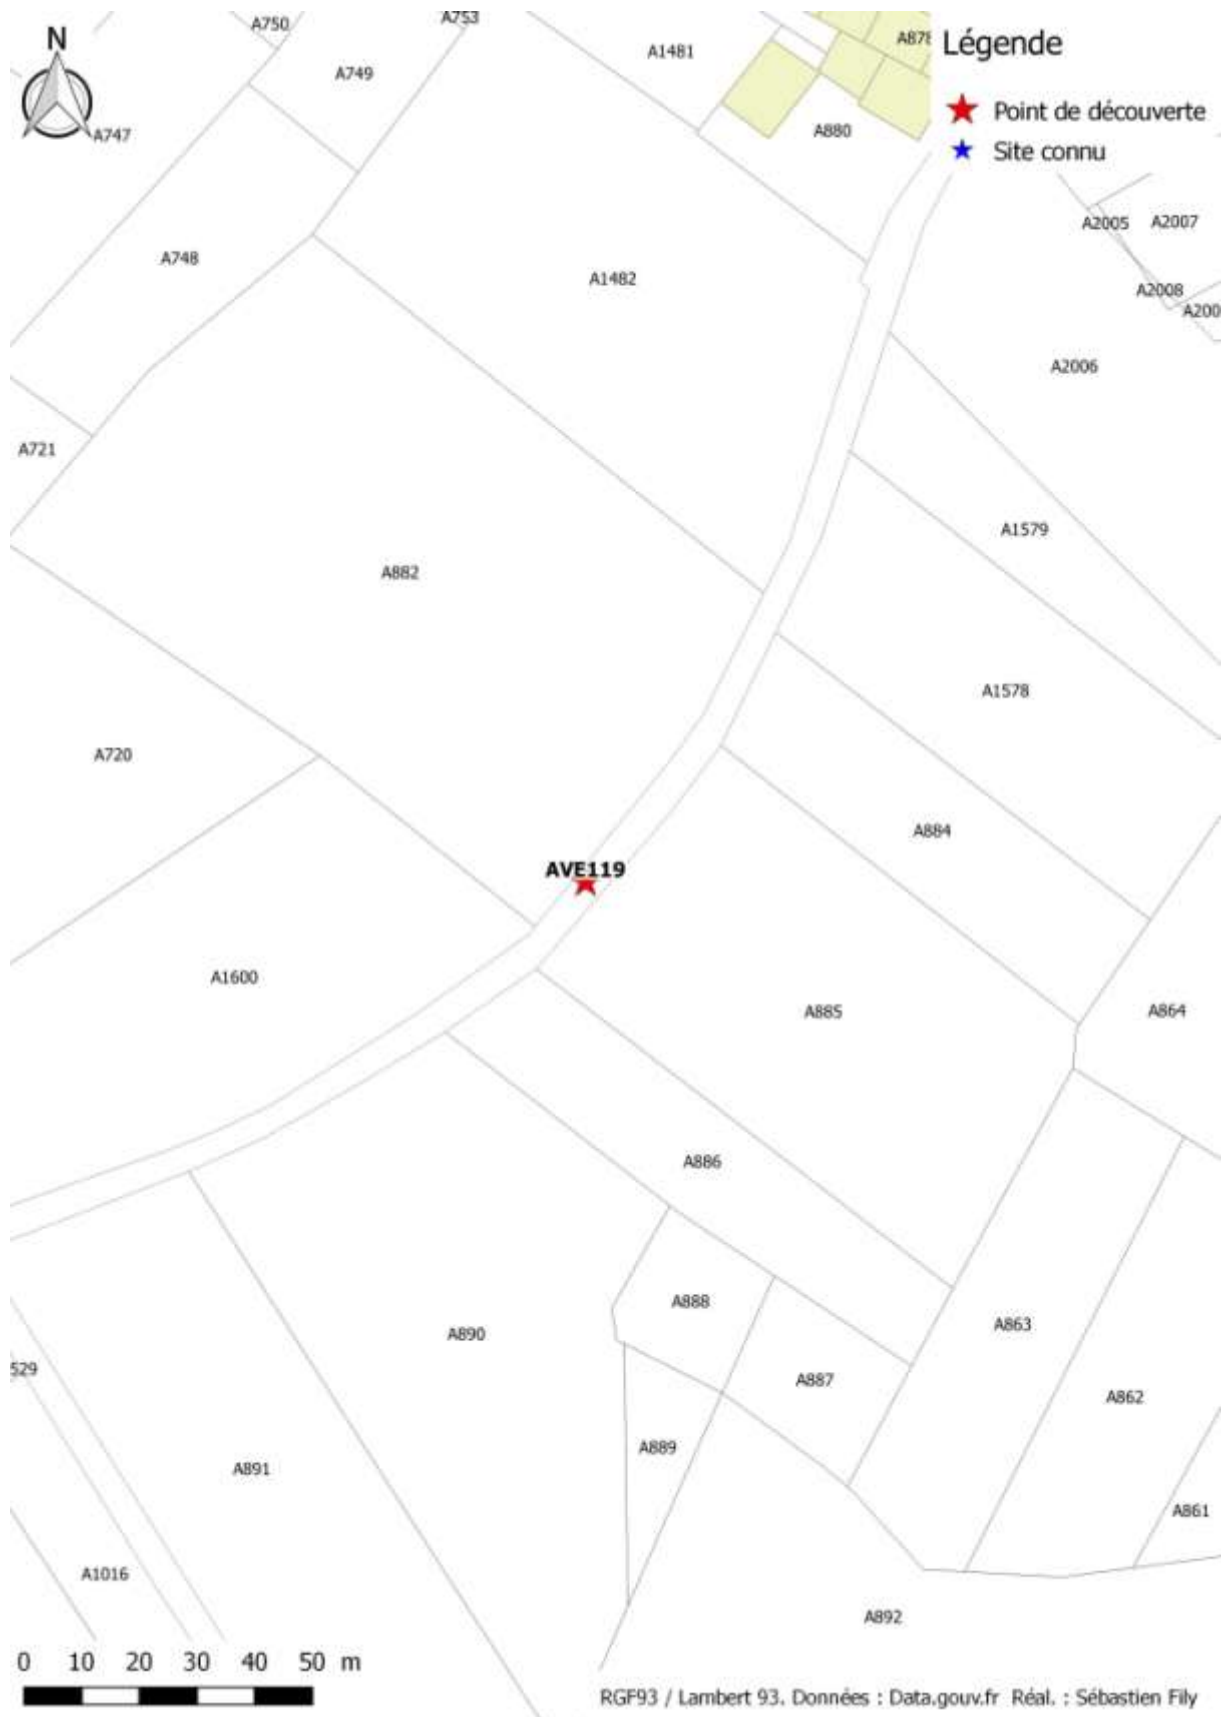 N
A750
A753
A1481
A878
Légende
A749
Point de découverte
A747
A880
Site connu
A2005
A2007
A748
A1482
A2008
A200
A2006
A721
A1579
A882
A1578
A720
A884
AVE119
A1600
A885
A864
A886
A888
A863
A890
529
A887
A862
A889
A891
A861
A1016
A892
0 10 20 30 40 50 m
RGF93 / Lambert 93. Données : Data.gouv.fr Réal. : Sébastien Fily